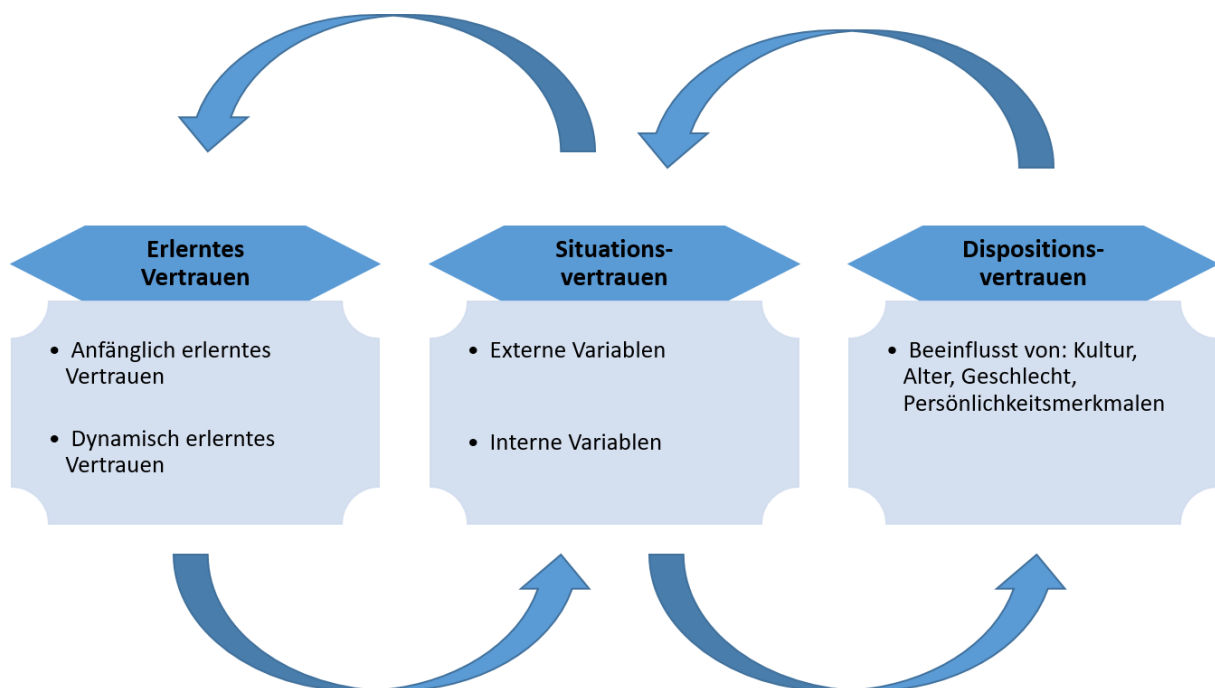 Erlerntes
Vertrauen
• Anfänglich erlerntes
Vertrauen
• Dynamisch erlerntes
Vertrauen
Situations-
vertrauen
• Externe Variablen
• Interne Variablen
Dispositions-
vertrauen
• Beeinflusst von: Kultur,
Alter, Geschlecht,
Persönlichkeitsmerkmalen